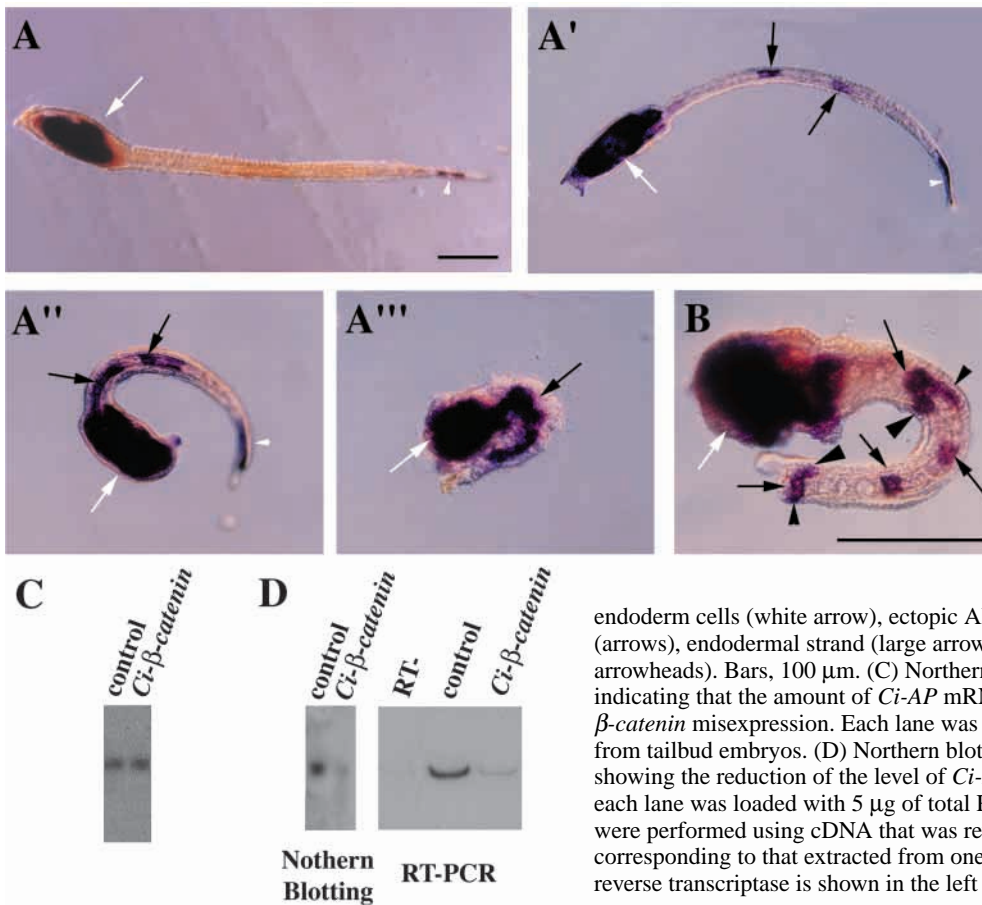 A
A'
A''
A'''
B
C
control
Ci-β-catenin
D
control
Ci-β-catenin
RT-
control
Ci-β-catenin
Nothern
Blotting
RT-PCR
endoderm cells (white arrow), ectopic A
(arrows), endodermal strand (large arrow
arrowheads). Bars, 100 μm. (C) Northern
indicating that the amount of Ci-AP mRN
β-catenin misexpression. Each lane was
from tailbud embryos. (D) Northern blot
showing the reduction of the level of Ci-
each lane was loaded with 5 μg of total
were performed using cDNA that was re
corresponding to that extracted from one
reverse transcriptase is shown in the left